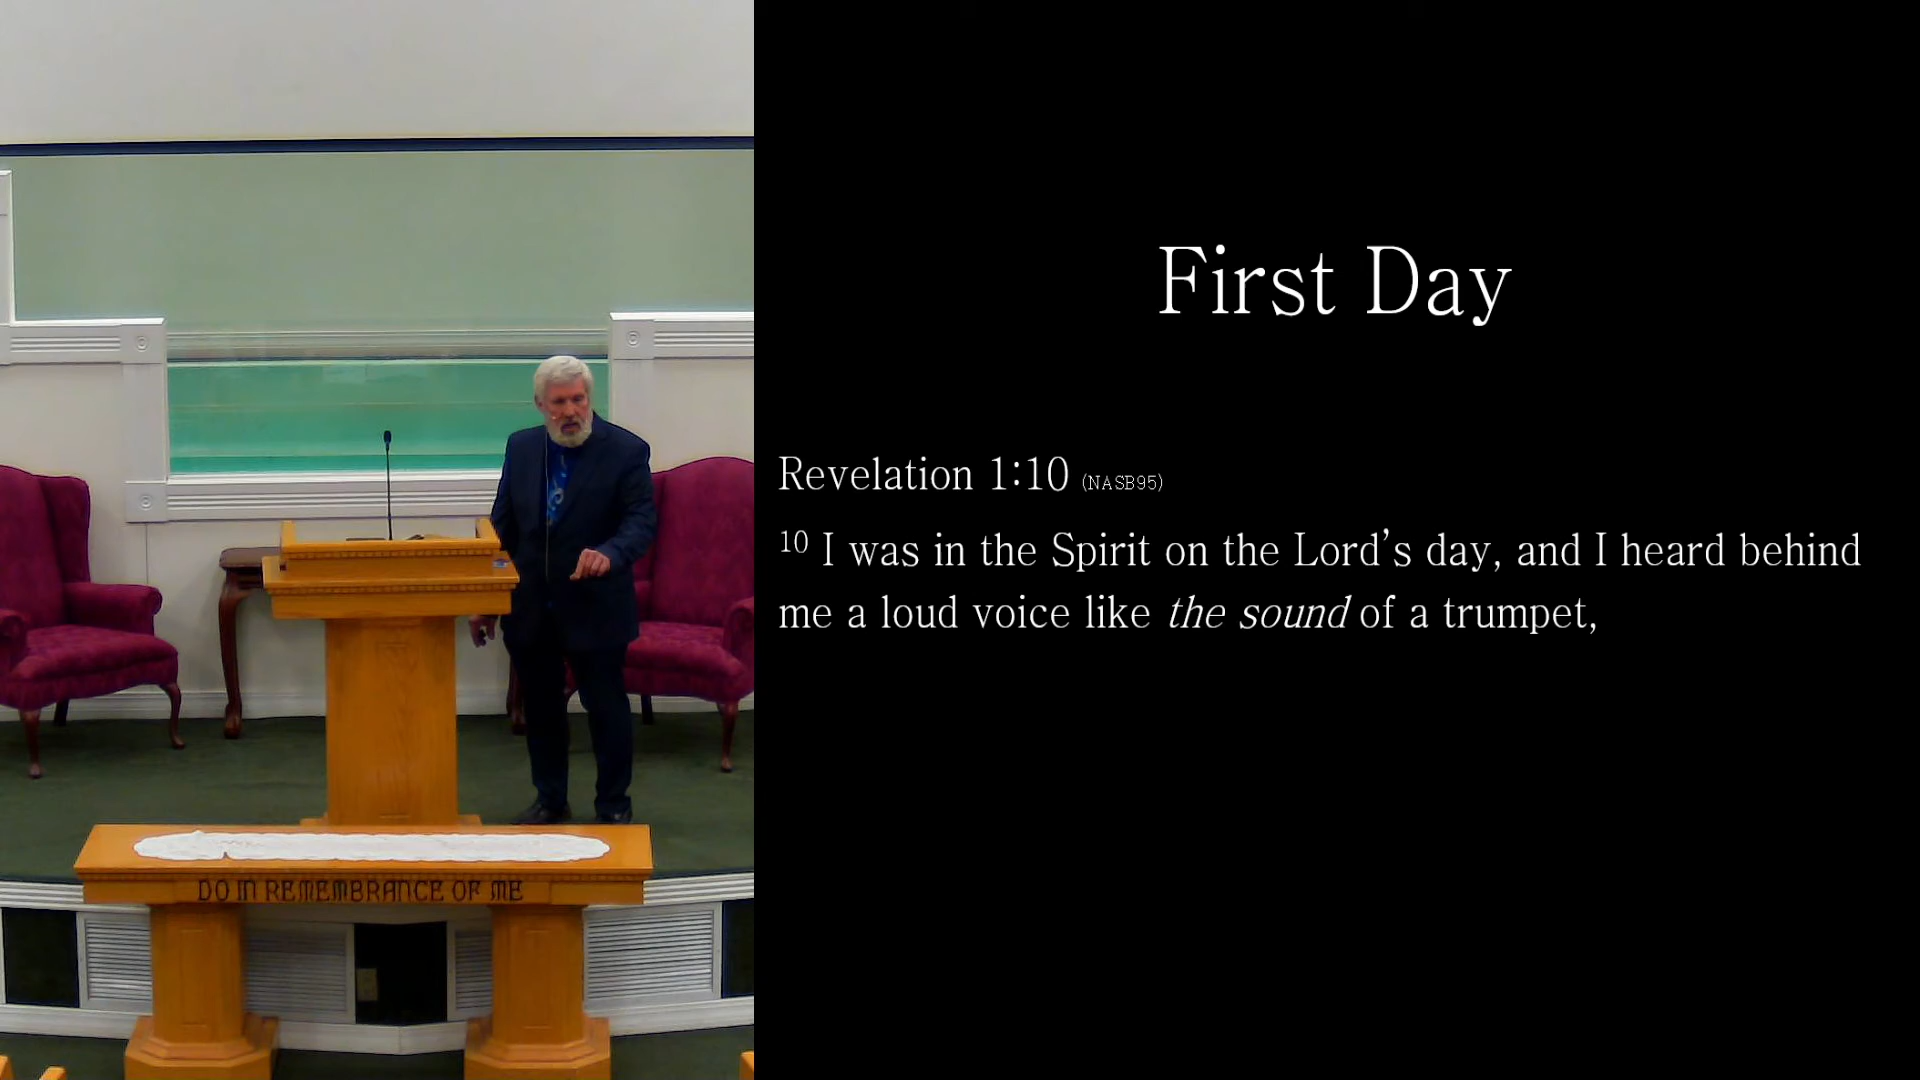 First Day
Revelation 1:10 (NASB95)
10 I was in the Spirit on the Lord’s day, and I heard behind
me a loud voice like the sound of a trumpet,
DO IN REMEMBRANCE OF ME